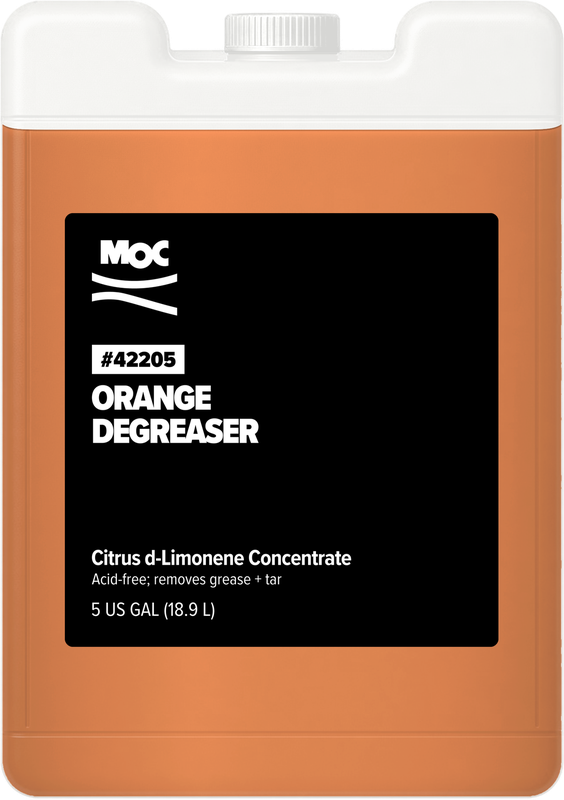 MOC
#42205
ORANGE
DEGREASER
Citrus d-Limonene Concentrate
Acid-free; removes grease + tar
5 US GAL (18.9 L)